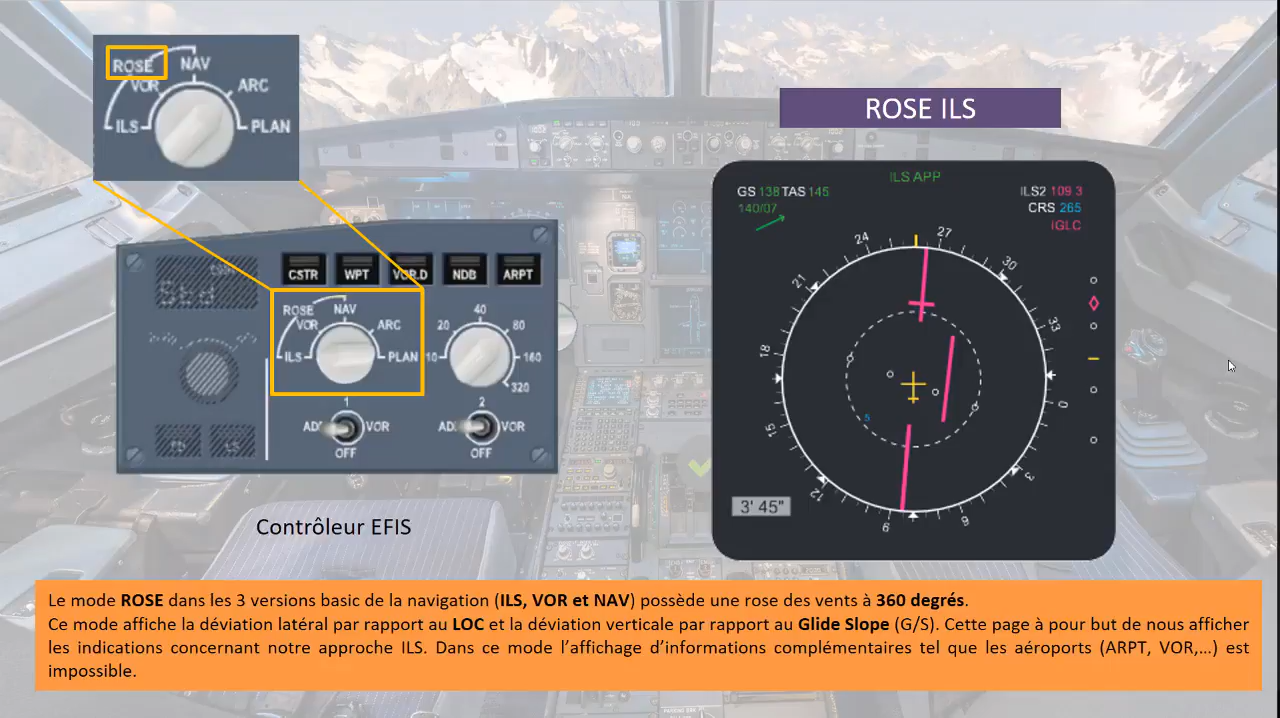 ROSE
NAV
VOR
ARC
ILS
PLAN
ROSE ILS
CSTR
WPT
VOR.D
NDB
ARPT
ROSE
NAV
VOR
ARC
ILS
PLAN
10
20
40
80
160
320
1
VOR
OFF
2
VOR
OFF
Contrôleur EFIS
ILS APP
GS 138 TAS 145
140/07
ILS2 109.3
CRS 265
IGLC
24
27
30
33
0
3
6
9
12
15
18
21
5
3' 45"
Le mode ROSE dans les 3 versions basic de la navigation (ILS, VOR et NAV) possède une rose des vents à 360 degrés.
Ce mode affiche la déviation latéral par rapport au LOC et la déviation verticale par rapport au Glide Slope (G/S). Cette page à pour but de nous afficher
les indications concernant notre approche ILS. Dans ce mode l'affichage d'informations complémentaires tel que les aéroports (ARPT, VOR,…) est
impossible.